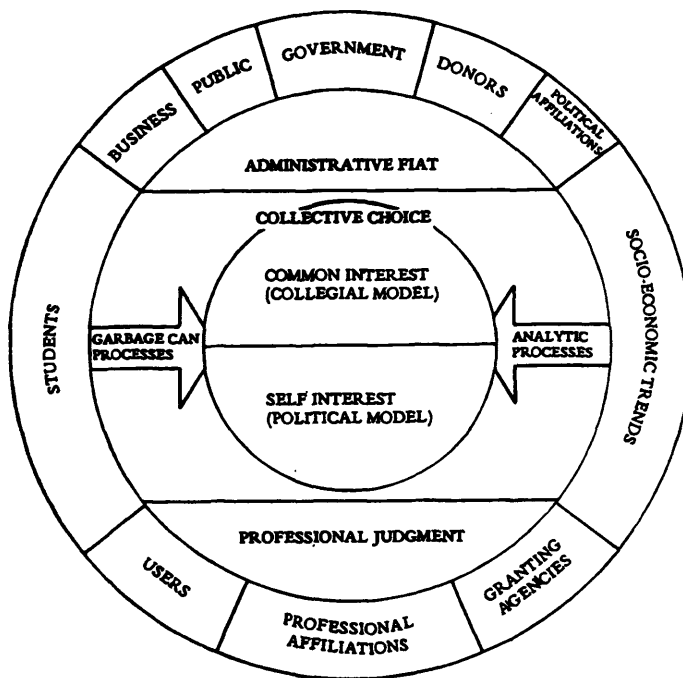 GOVERNMENT
PUBLIC
DONORS
BUSINESS
POLITICAL
AFFILIATIONS
ADMINISTRATIVE FIAT
COLLECTIVE CHOICE
COMMON INTEREST
(COLLEGIAL MODEL)
STUDENTS
GARBAGE CAN
PROCESSES
ANALYTIC
PROCESSES
SOCIO-ECONOMIC TRENDS
SELF INTEREST
(POLITICAL MODEL)
PROFESSIONAL JUDGMENT
USERS
PROFESSIONAL
AFFILIATIONS
GRANTING
AGENCIES